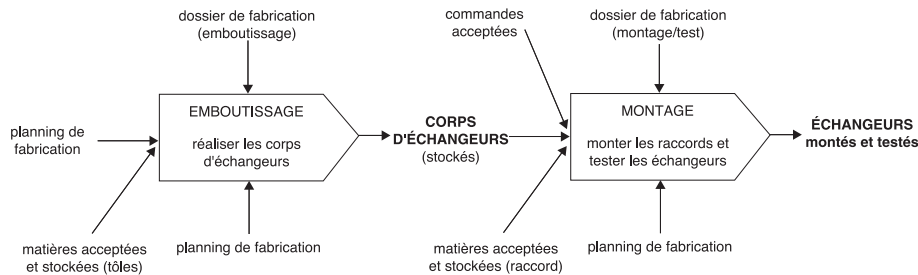 dossier de fabrication
(emboutissage)
commandes
acceptées
dossier de fabrication
(montage/test)
planning de
fabrication
EMBOUTISSAGE
réaliser les corps
d'échangeurs
CORPS
D'ÉCHANGEURS
(stockés)
MONTAGE
monter les raccords et
tester les échangeurs
ÉCHANGEURS
montés et testés
matières acceptées
et stockées (tôles)
planning de fabrication
matières acceptées
et stockées (raccord)
planning de fabrication